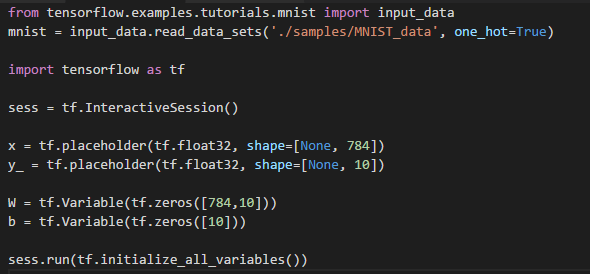 from tensorflow.examples.tutorials.mnist import input_data
mnist = input_data.read_data_sets('./samples/MNIST_data', one_hot=True)
import tensorflow as tf
sess = tf.InteractiveSession()
x = tf.placeholder(tf.float32, shape=[None, 784])
y_ = tf.placeholder(tf.float32, shape=[None, 10])
W = tf.Variable(tf.zeros([784,10]))
b = tf.Variable(tf.zeros([10]))
sess.run(tf.initialize_all_variables())